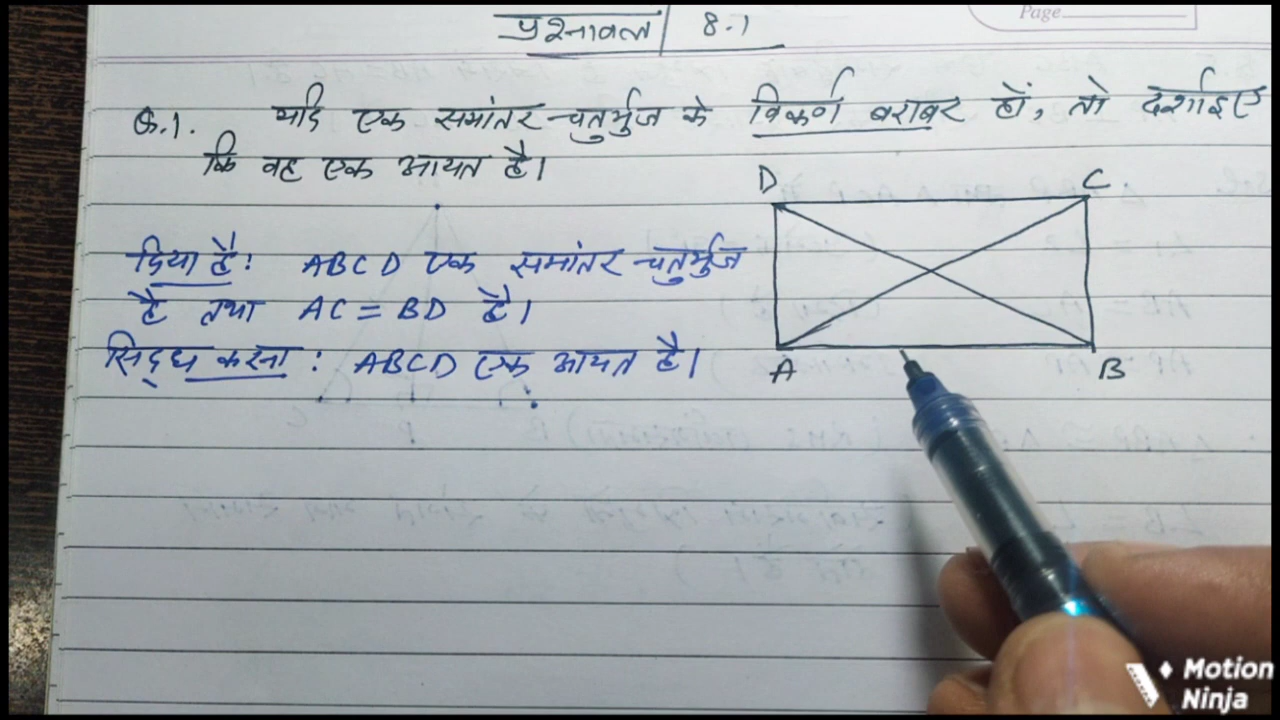 Page
प्रश्नावली 8.1
Q.1. यदि एक समांतर चतुर्भुज के विकर्ण बराबर हों, तो दर्शाइए
कि वह एक आयत है।
D C
दिया है: ABCD एक समांतर चतुर्भुज
है तथा AC = BD है।
सिद्ध करना : ABCD एक आयत है।
A B
Motion
Ninja